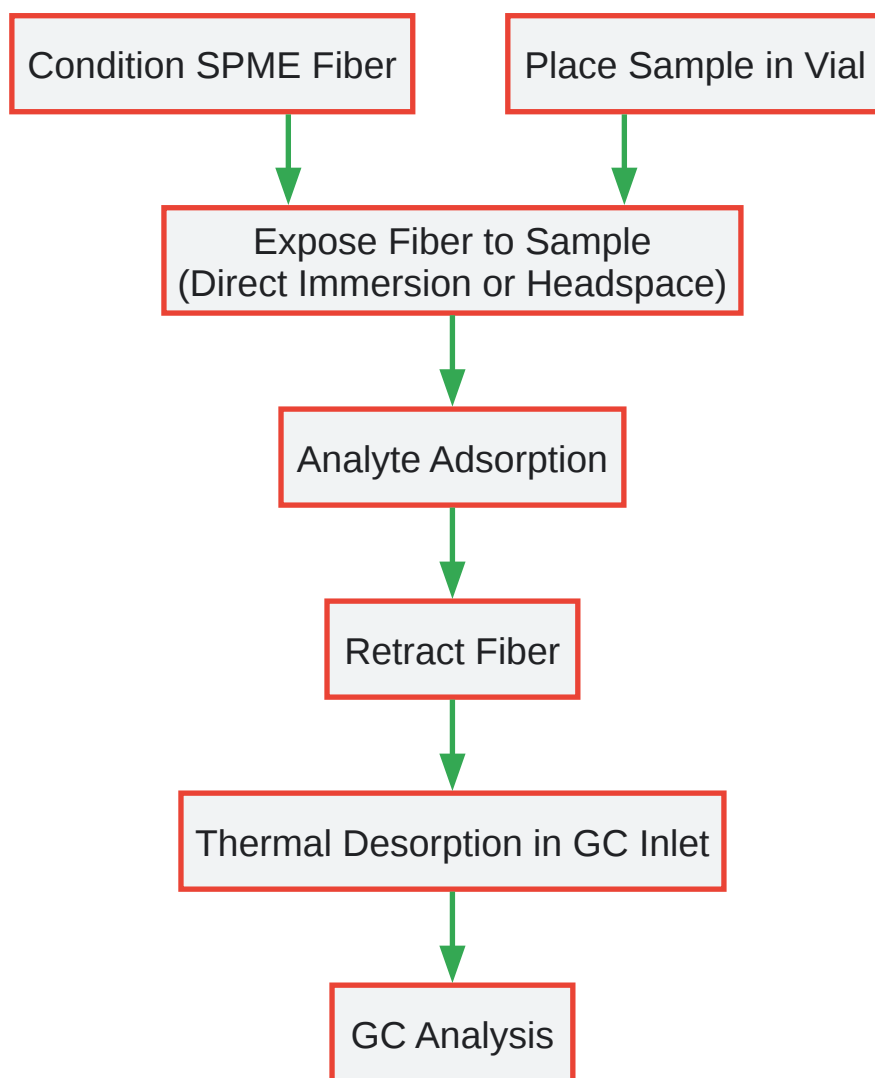 Condition SPME Fiber
Place Sample in Vial
Expose Fiber to Sample
(Direct Immersion or Headspace)
Analyte Adsorption
Retract Fiber
Thermal Desorption in GC Inlet
GC Analysis